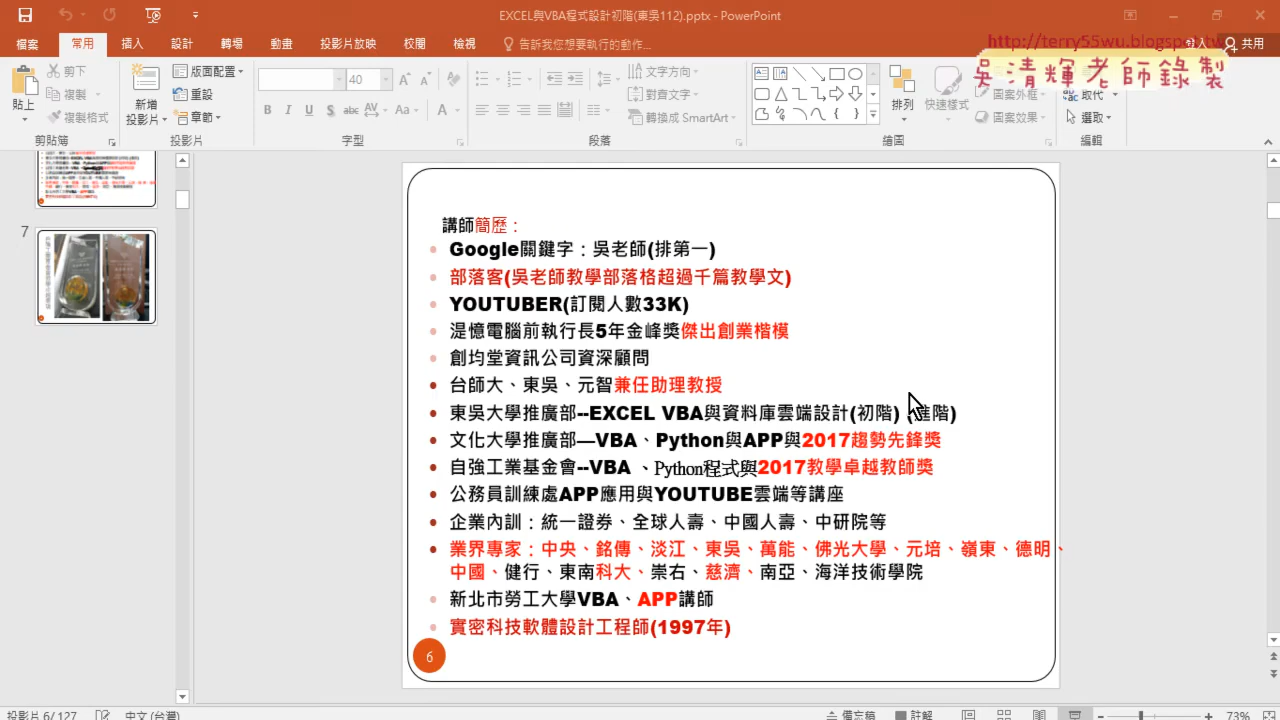 EXCEL與VBA程式設計初階(東吳112).pptx - PowerPoint
檔案 常用 插入 設計 轉場 動畫 投影片放映 校閱 檢視 告訴我您想要執行的動作... 登入 共用
http://terry55wu.blogspot.tw
吳清輝老師錄製
貼上 剪下 複製 複製格式 剪貼簿
新增投影片 版面配置 重設 章節 投影片
40
B I U S abc AV Aa A 字型
文字方向 對齊文字 轉換成 SmartArt 段落
排列 快速樣式 圖案外框 圖案效果 繪圖
取代 選取 編輯
7
講師簡歷：
Google關鍵字：吳老師(排第一)
部落客(吳老師教學部落格超過千篇教學文)
YOUTUBER(訂閱人數33K)
湜憶電腦前執行長5年金峰獎傑出創業楷模
創均堂資訊公司資深顧問
台師大、東吳、元智兼任助理教授
東吳大學推廣部--EXCEL VBA與資料庫雲端設計(初階) (進階)
文化大學推廣部—VBA、Python與APP與2017趨勢先鋒獎
自強工業基金會--VBA 、Python程式與2017教學卓越教師獎
公務員訓練處APP應用與YOUTUBE雲端等講座
企業內訓：統一證券、全球人壽、中國人壽、中研院等
業界專家：中央、銘傳、淡江、東吳、萬能、佛光大學、元培、嶺東、德明、
中國、健行、東南科大、崇右、慈濟、南亞、海洋技術學院
新北市勞工大學VBA、APP講師
實密科技軟體設計工程師(1997年)
6
投影片 6/127 中文 (台灣) 備忘稿 註解 73%